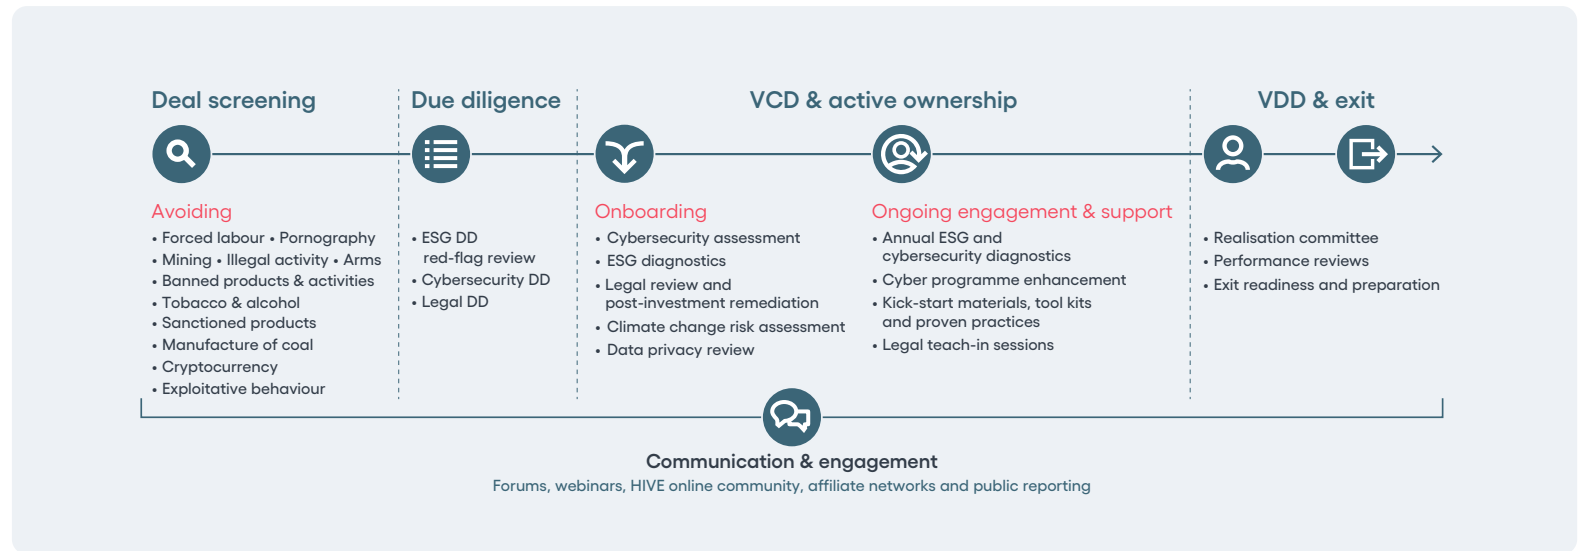 Deal screening
Due diligence
VCD & active ownership
VDD & exit
Avoiding
• Forced labour • Pornography
• Mining • Illegal activity • Arms
• Banned products & activities
• Tobacco & alcohol
• Sanctioned products
• Manufacture of coal
• Cryptocurrency
• Exploitative behaviour
• ESG DD
red-flag review
• Cybersecurity DD
• Legal DD
Onboarding
• Cybersecurity assessment
• ESG diagnostics
• Legal review and
post-investment remediation
• Climate change risk assessment
• Data privacy review
Ongoing engagement & support
• Annual ESG and
cybersecurity diagnostics
• Cyber programme enhancement
• Kick-start materials, tool kits
and proven practices
• Legal teach-in sessions
• Realisation committee
• Performance reviews
• Exit readiness and preparation
Communication & engagement
Forums, webinars, HIVE online community, affiliate networks and public reporting